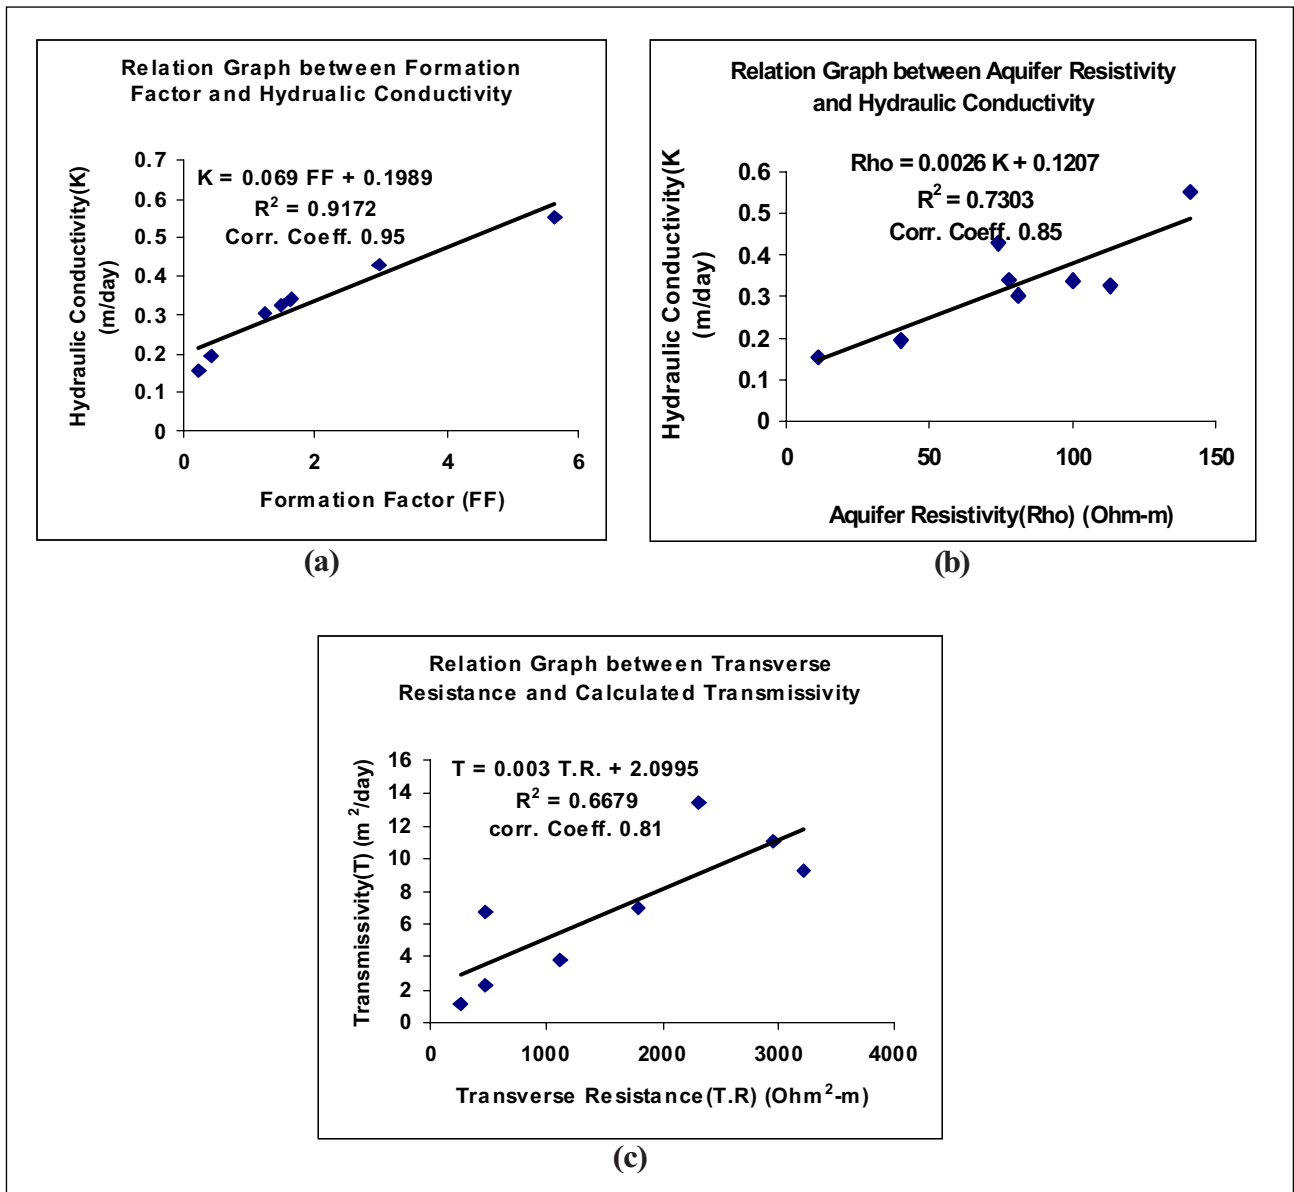 Relation Graph between Formation
Factor and Hydrualic Conductivity
K = 0.069 FF + 0.1989
R² = 0.9172
Corr. Coeff. 0.95
Hydraulic Conductivity(K)
(m/day)
0.7
0.6
0.5
0.4
0.3
0.2
0.1
0
0 2 4 6
Formation Factor (FF)
(a)
Relation Graph between Aquifer Resistivity
and Hydraulic Conductivity
Rho = 0.0026 K + 0.1207
R² = 0.7303
Corr. Coeff. 0.85
Hydraulic Conductivity(K
(m/day)
0.6
0.5
0.4
0.3
0.2
0.1
0
0 50 100 150
Aquifer Resistivity(Rho) (Ohm-m)
(b)
Relation Graph between Transverse
Resistance and Calculated Transmissivity
T = 0.003 T.R. + 2.0995
R² = 0.6679
corr. Coeff. 0.81
Transmissivity(T) (m²/day)
16
14
12
10
8
6
4
2
0
0 1000 2000 3000 4000
Transverse Resistance(T.R) (Ohm²-m)
(c)